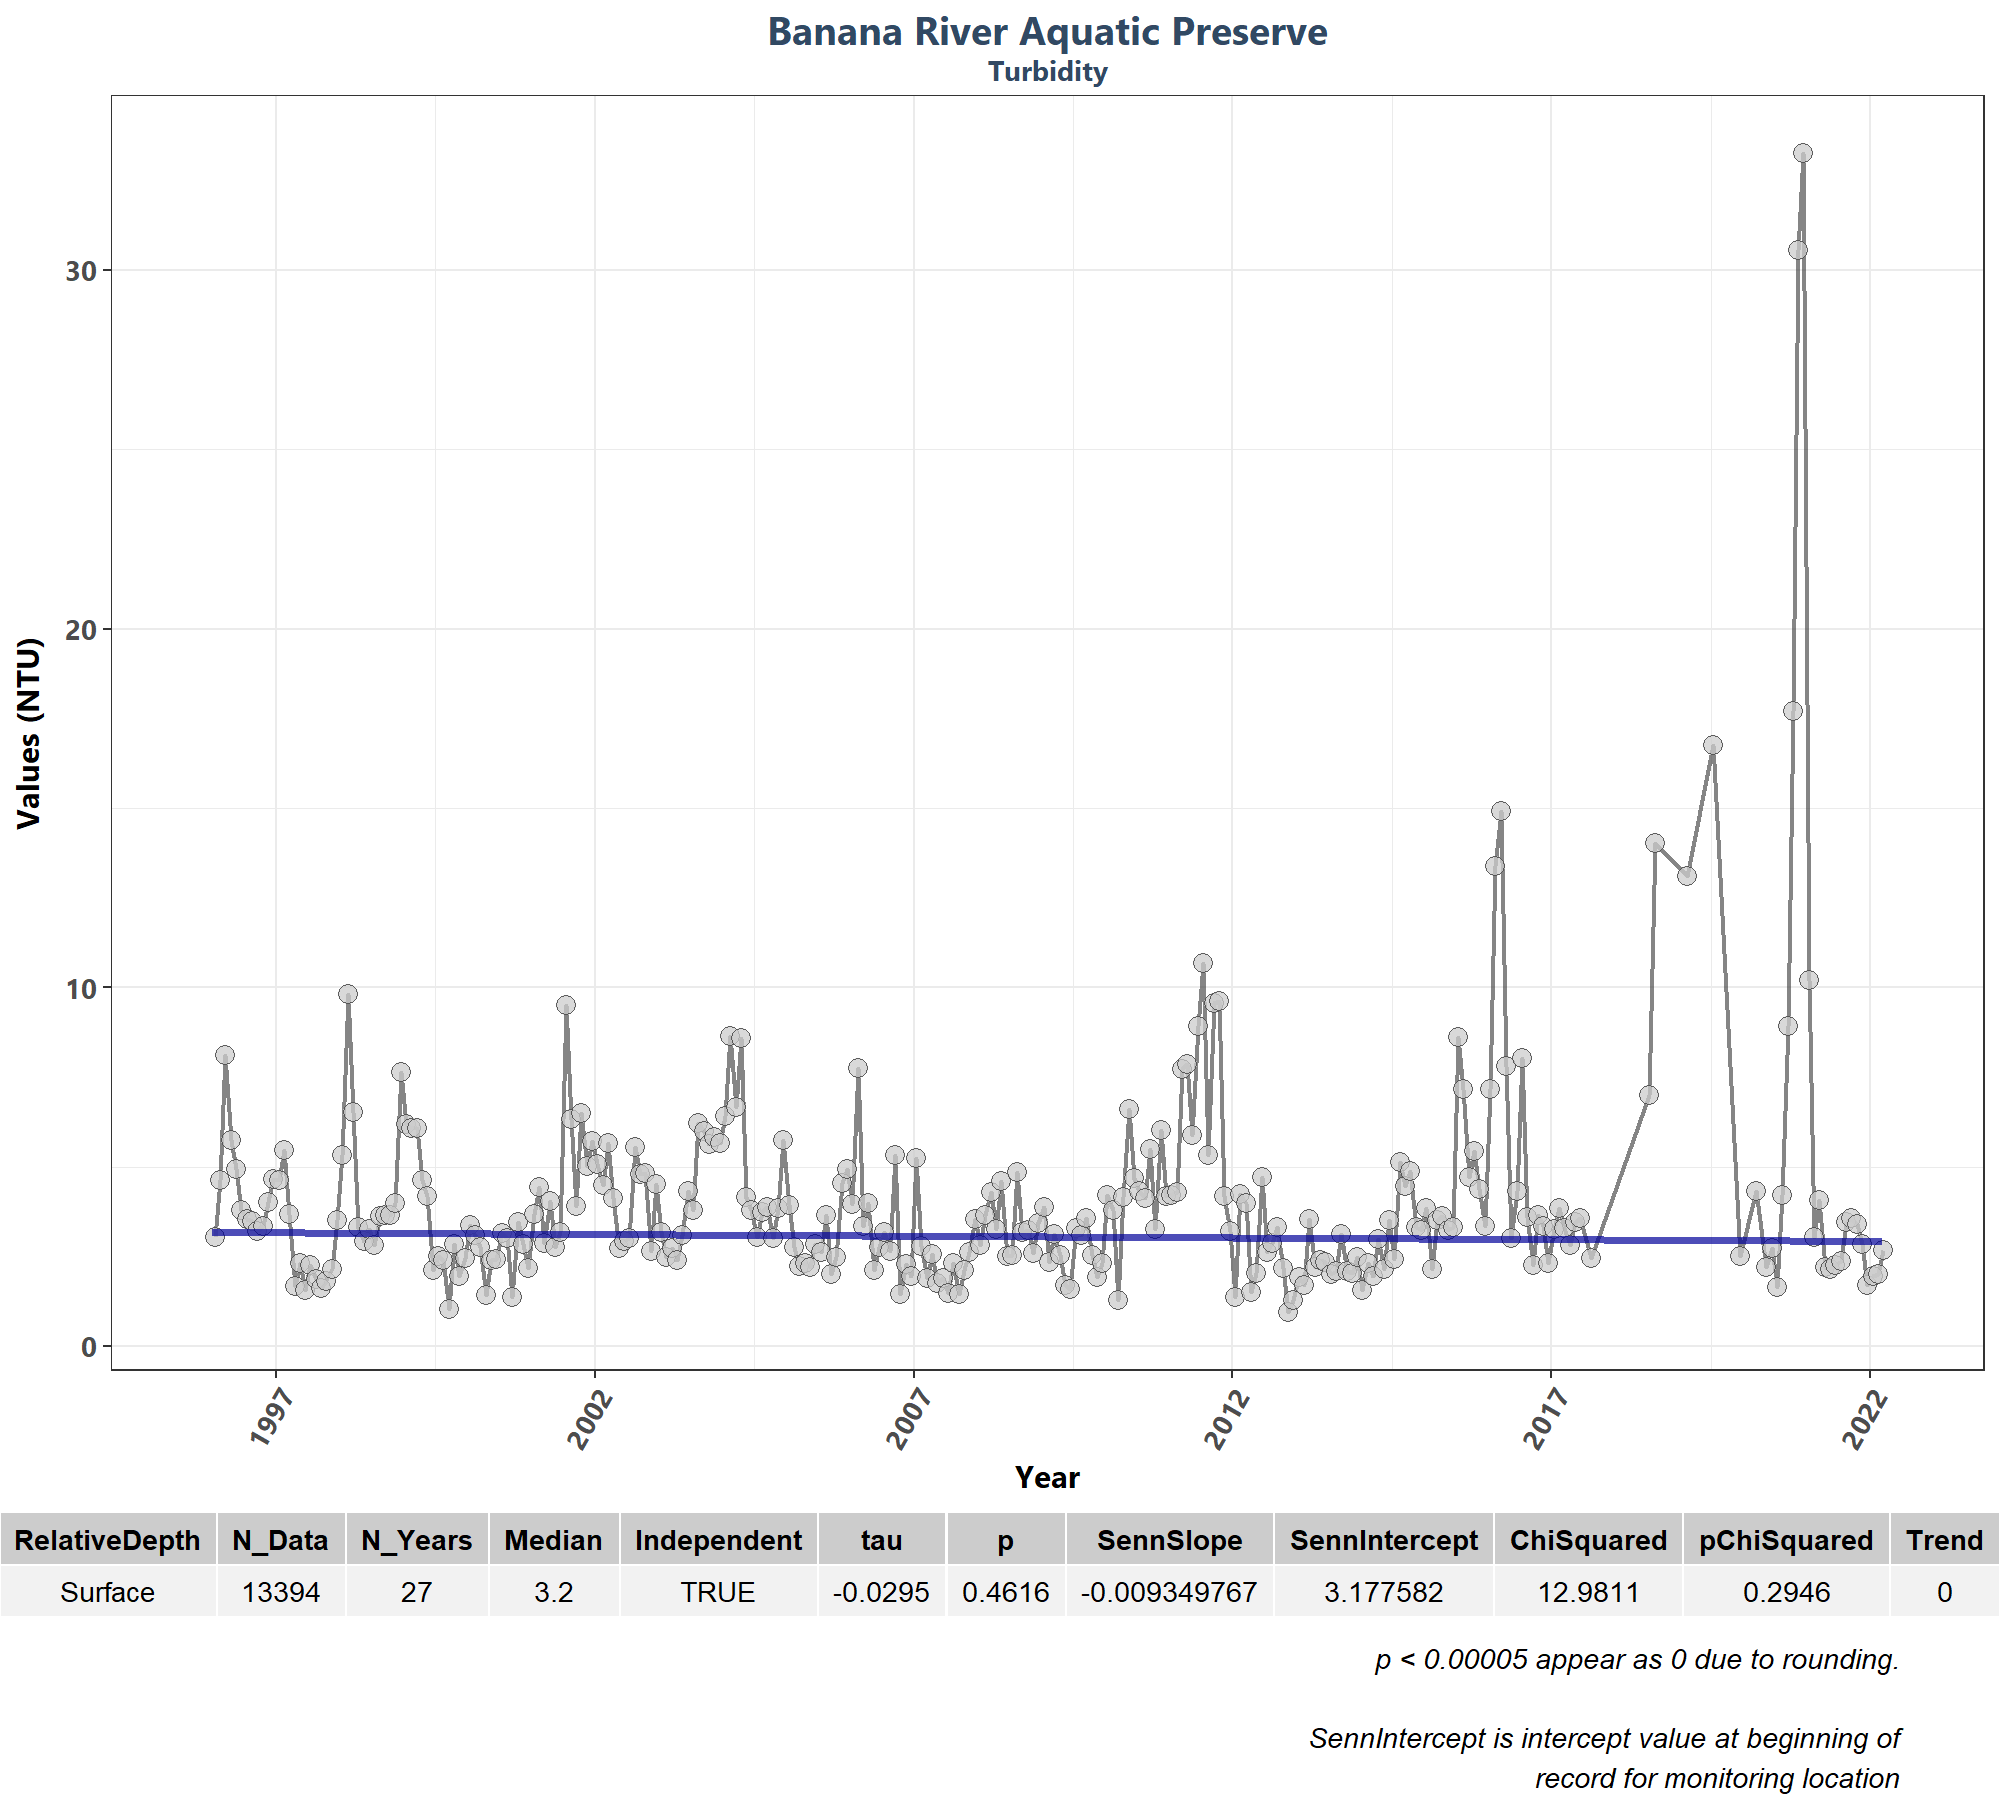 Banana River Aquatic Preserve
Turbidity
Values (NTU)
30
20
10
0
1997 2002 2007 2012 2017 2022
Year
RelativeDepth N_Data N_Years Median Independent tau p SennSlope SennIntercept ChiSquared pChiSquared Trend
Surface 13394 27 3.2 TRUE -0.0295 0.4616 -0.009349767 3.177582 12.9811 0.2946 0
p < 0.00005 appear as 0 due to rounding.
SennIntercept is intercept value at beginning of
record for monitoring location